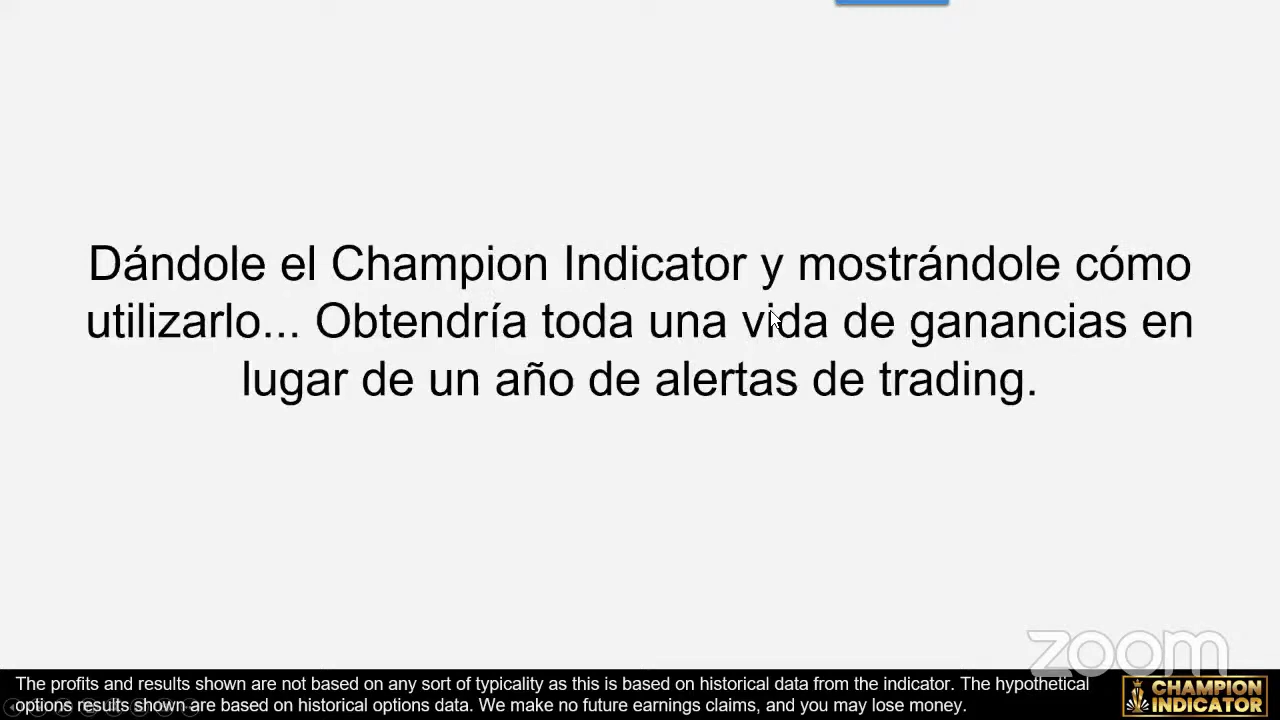 Dándole el Champion Indicator y mostrándole cómo
utilizarlo... Obtendría toda una vida de ganancias en
lugar de un año de alertas de trading.
zoom
The profits and results shown are not based on any sort of typicality as this is based on historical data from the indicator. The hypothetical
options results shown are based on historical options data. We make no future earnings claims, and you may lose money.
CHAMPION
INDICATOR